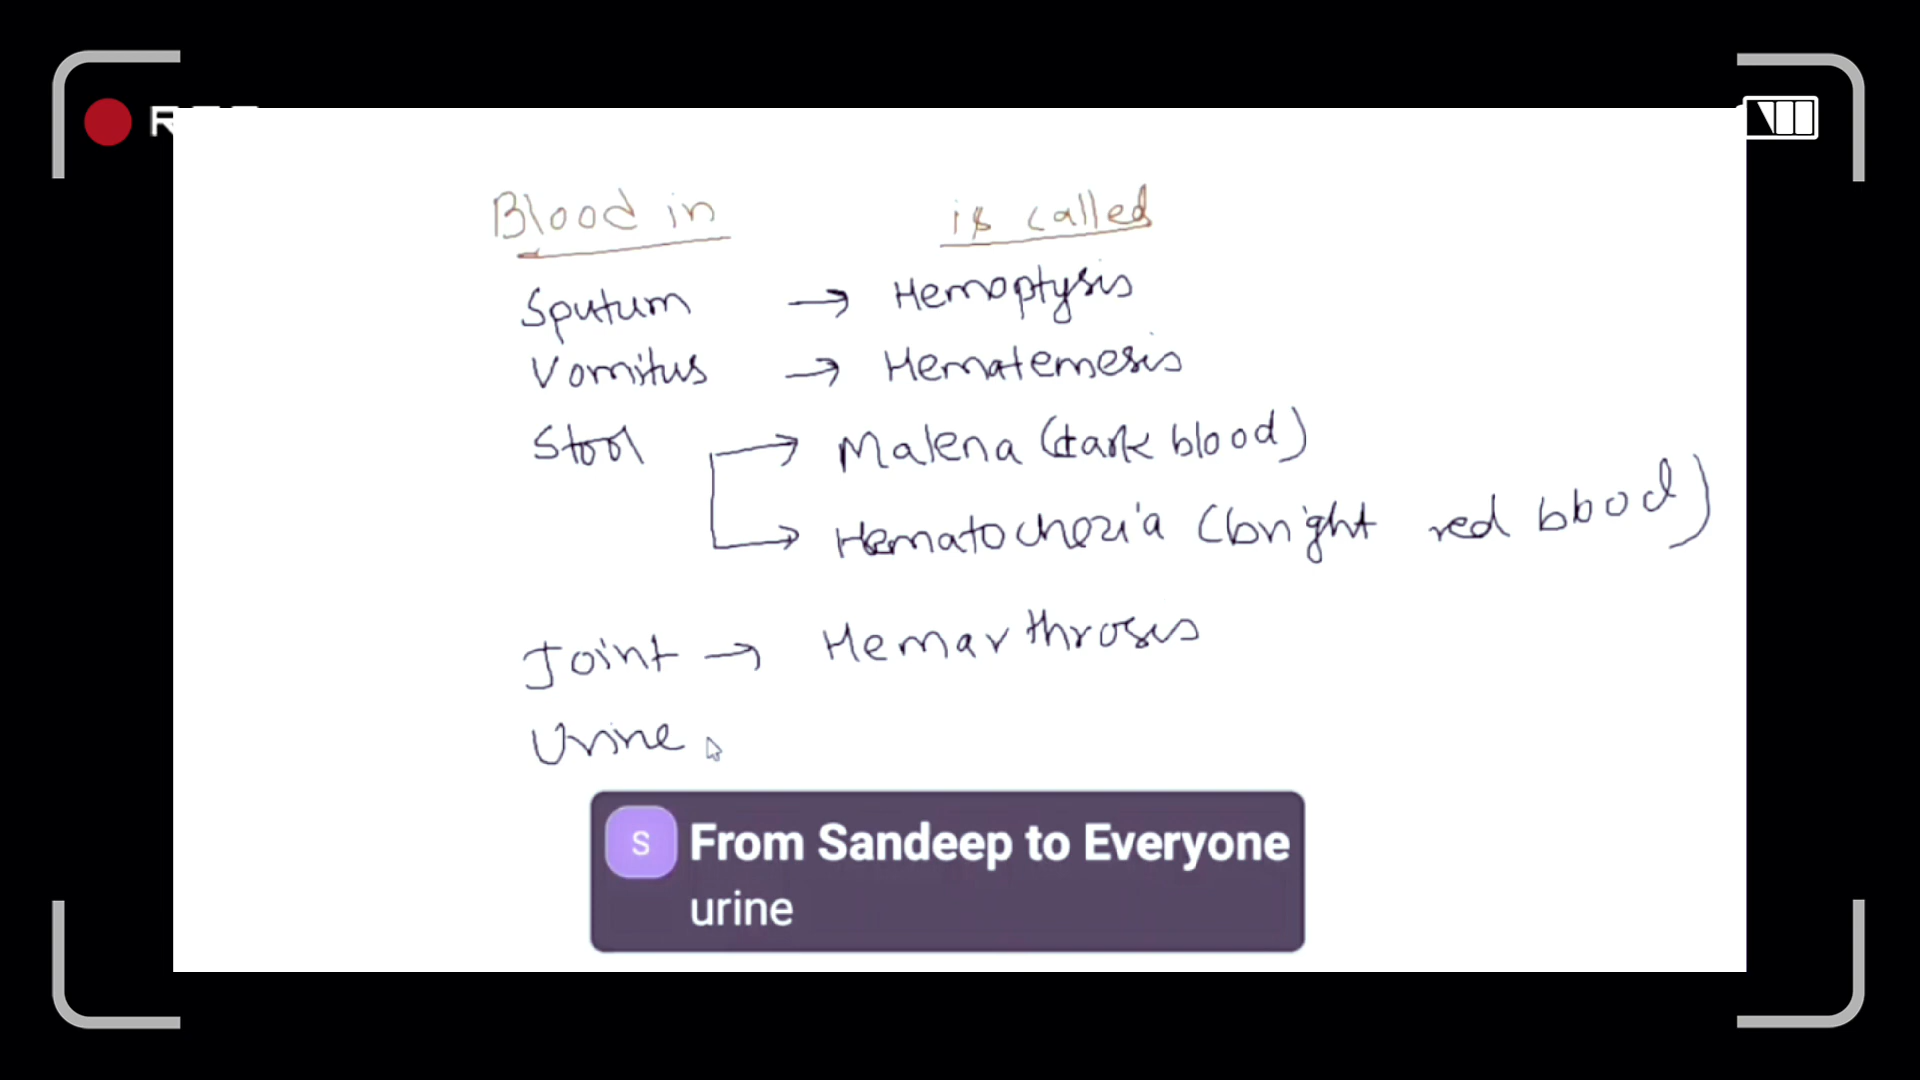 Blood in is called
Sputum → Hemoptysis
Vomitus → Hematemesis
Stool → Malena (dark blood)
→ Hematochezia (bright red blood)
Joint → Hemarthrosis
Urine
S From Sandeep to Everyone
urine